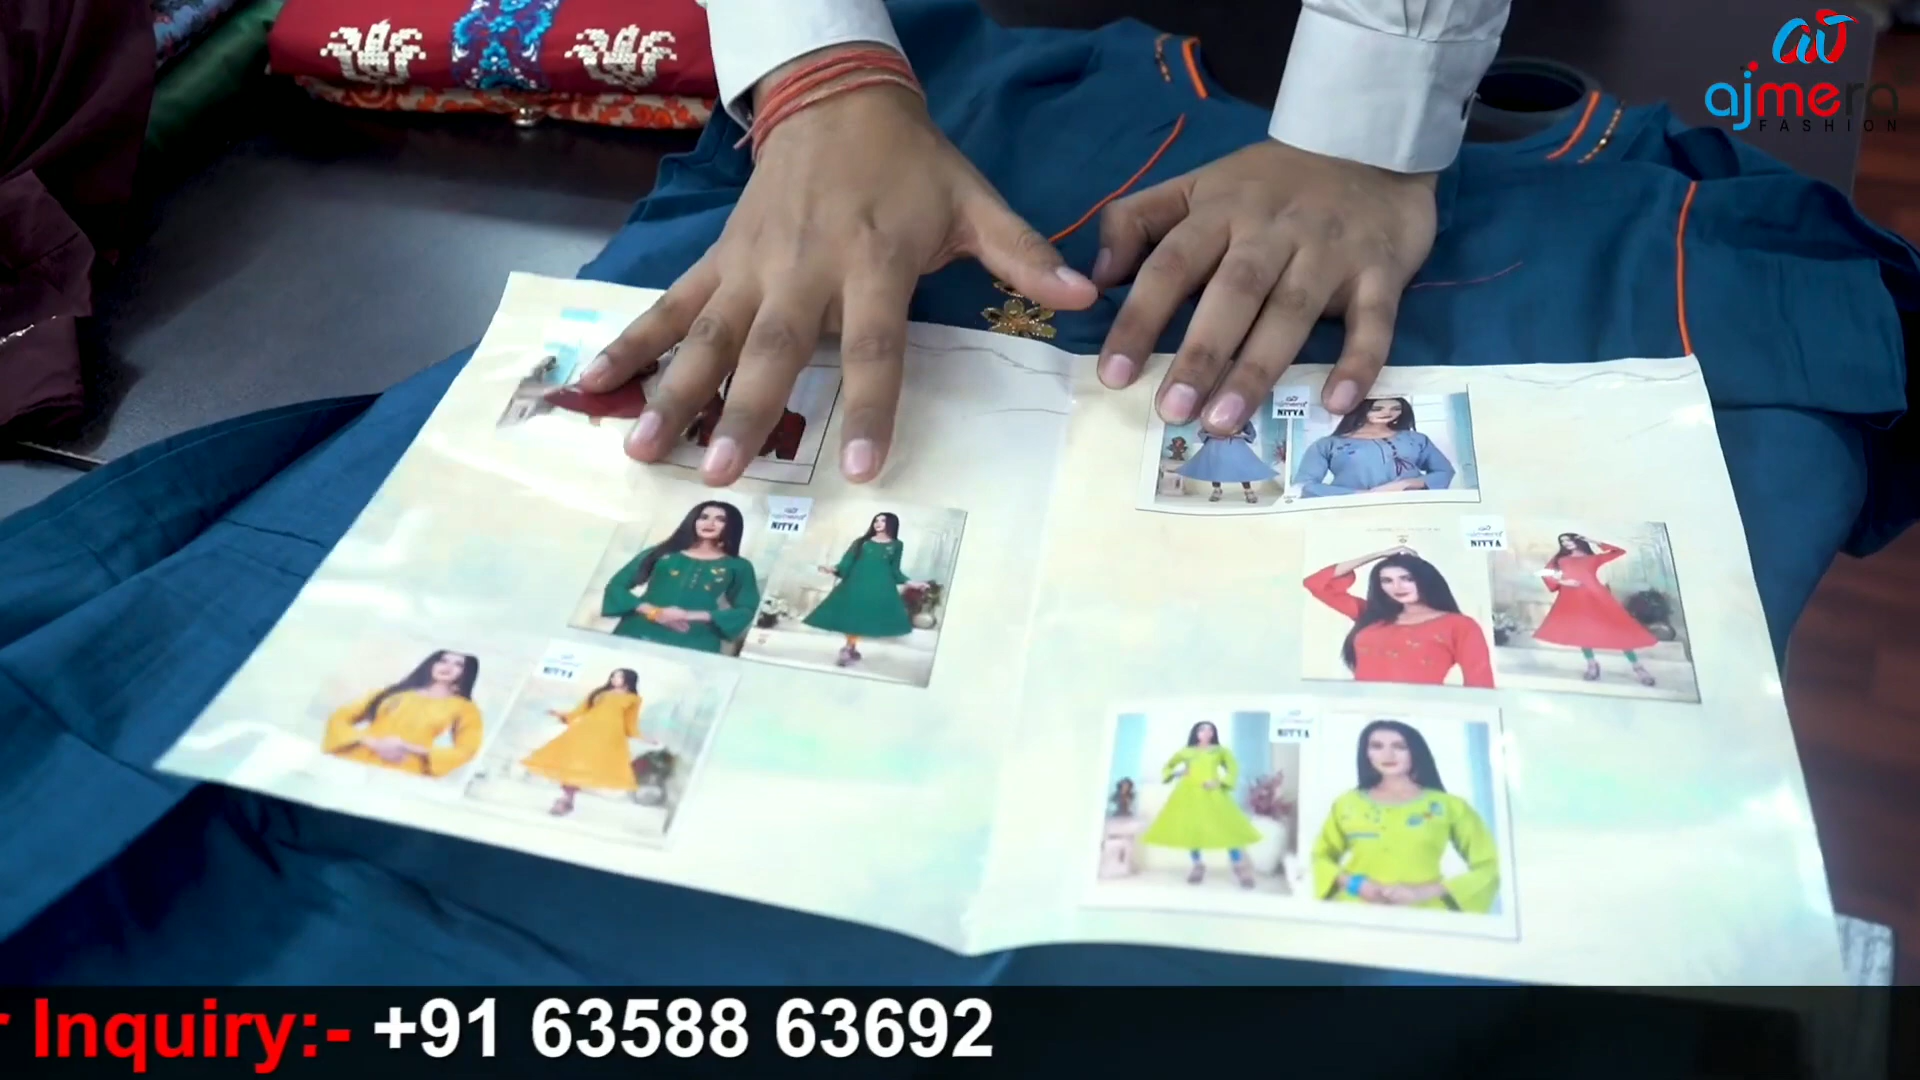 ajmera
FASHION
NITYA
NITYA
NITYA
NITYA
NITYA
r Inquiry:- +91 63588 63692